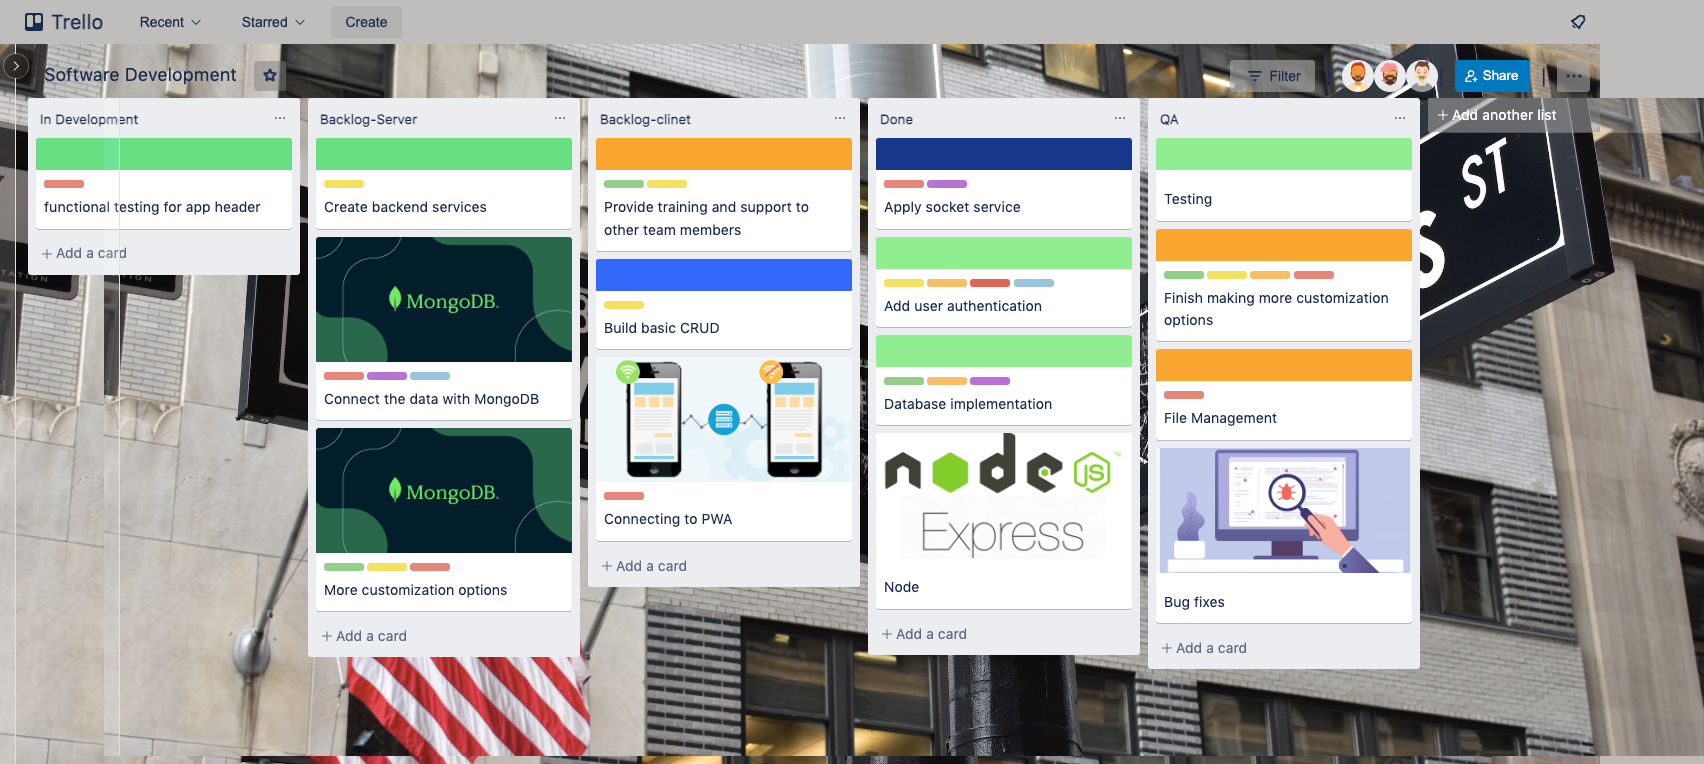 Trello
Recent
Starred
Create
Software Development
Filter
Share
In Development
functional testing for app header
+ Add a card
Backlog-Server
Create backend services
MongoDB.
Connect the data with MongoDB
MongoDB.
More customization options
+ Add a card
Backlog-clinet
Provide training and support to
other team members
Build basic CRUD
Connecting to PWA
+ Add a card
Done
Apply socket service
Add user authentication
Database implementation
node JS ™
Express
Node
+ Add a card
QA
Testing
Finish making more customization
options
File Management
Bug fixes
+ Add a card
+ Add another list
ST